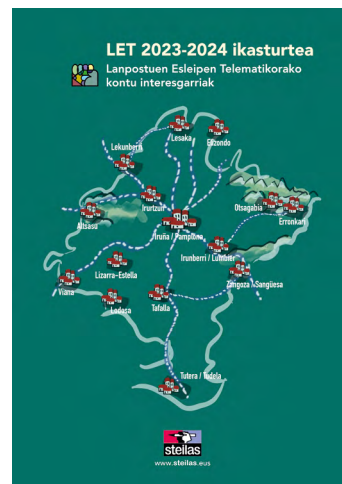 LET 2023-2024 ikasturtea
Lanpostuen Esleipen Telematikorako
kontu interesgarriak
Lesaka
Elizondo
Lekunberri
Irurtzun
Otsagabia
Erronkari
Altsasu
Iruña / Pamplona
Irunberri / Lumbier
Lizarra-Estella
Zangoza / Sangüesa
Viana
Lodosa
Tafalla
Tutera / Tudela
steilas
www.steilas.eus